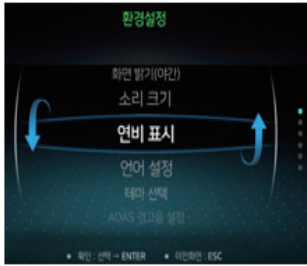 환경설정
화면 밝기(야간)
소리 크기
연비 표시
언어 설정
테마 선택
ADAS 경고음 설정
• 확인 : 선택 → ENTER • 이전화면 : ESC